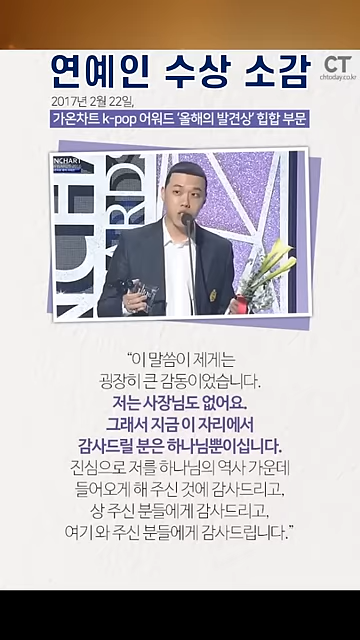 CT
chtoday.co.kr
연예인 수상 소감
2017년 2월 22일,
가온차트 k-pop 어워드 '올해의 발견상' 힙합 부문
NCHART
“이 말씀이 제게는
굉장히 큰 감동이었습니다.
저는 사장님도 없어요.
그래서 지금 이 자리에서
감사드릴 분은 하나님뿐이십니다.
진심으로 저를 하나님의 역사 가운데
들어오게 해 주신 것에 감사드리고,
상 주신 분들에게 감사드리고,
여기 와 주신 분들에게 감사드립니다.”